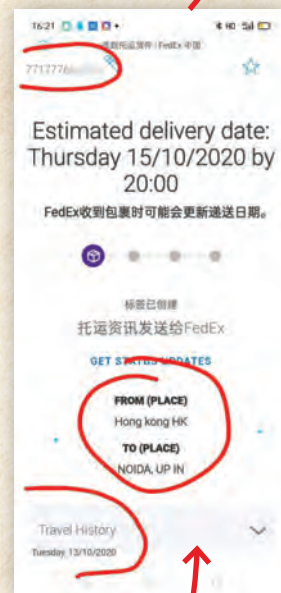 16:21
7717776
Estimated delivery date:
Thursday 15/10/2020 by
20:00
FedEx收到包裹时可能会更新递送日期。
标签已创建
托运资讯发送给FedEx
GET STATUS UPDATES
FROM (PLACE)
Hong kong HK
TO (PLACE)
NOIDA, UP IN
Travel History
Tuesday, 13/10/2020